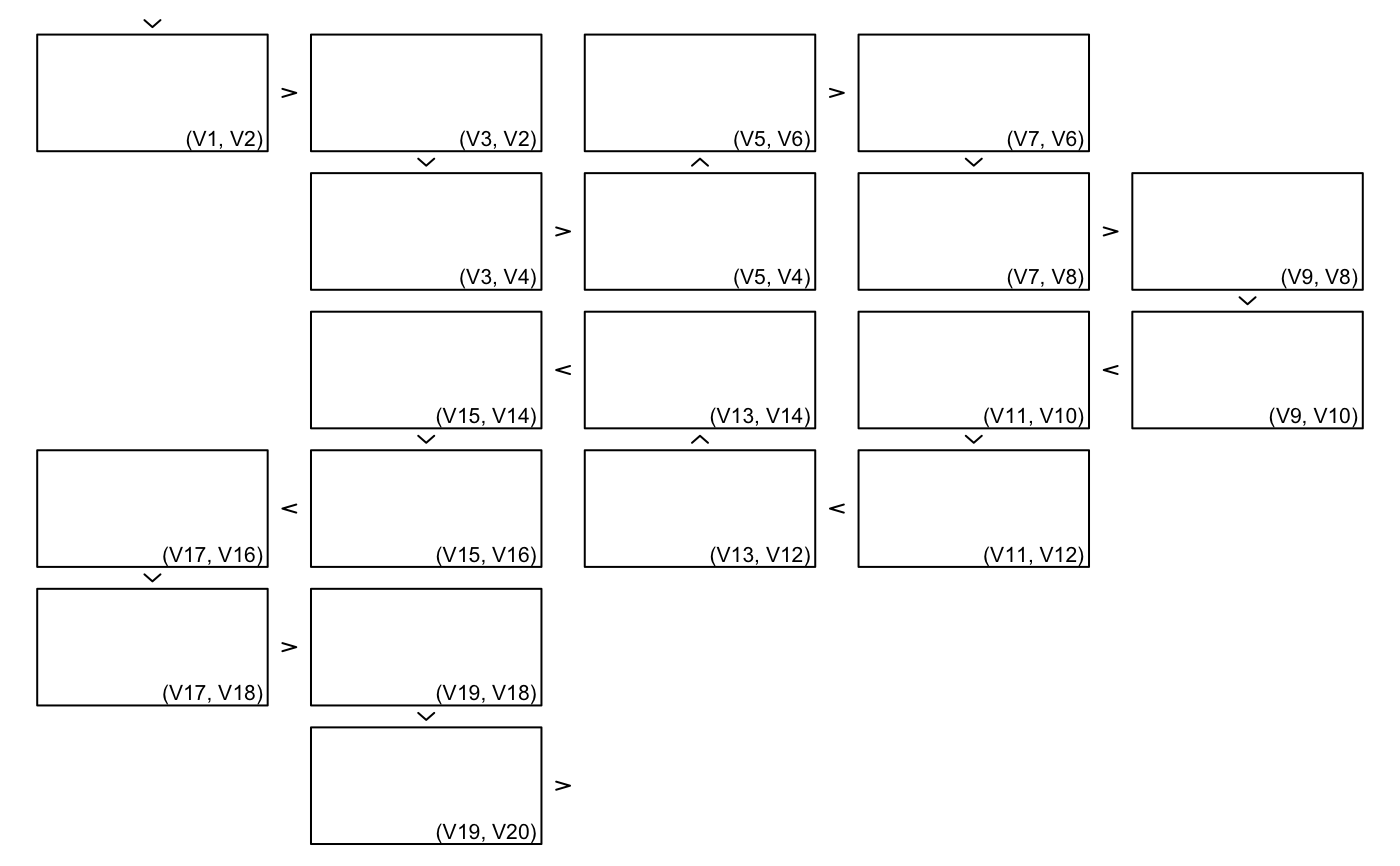 (V1, V2) > (V3, V2) (V5, V6) > (V7, V6)
(V3, V4) > (V5, V4) (V7, V8) > (V9, V8)
(V15, V14) < (V13, V14) (V11, V10) < (V9, V10)
(V17, V16) < (V15, V16) (V13, V12) < (V11, V12)
(V17, V18) > (V19, V18)
(V19, V20) >